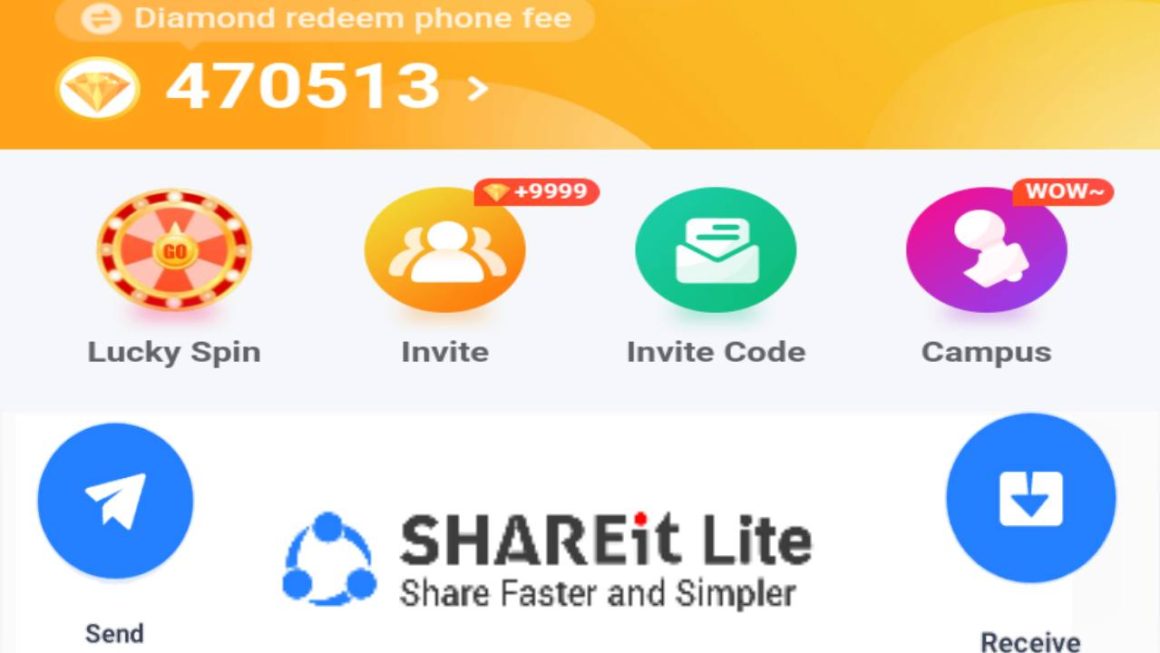 Diamond redeem phone fee
470513 >
+9999
WOW~
GO
Lucky Spin
Invite
Invite Code
Campus
SHAREit Lite
Share Faster and Simpler
Send
Receive